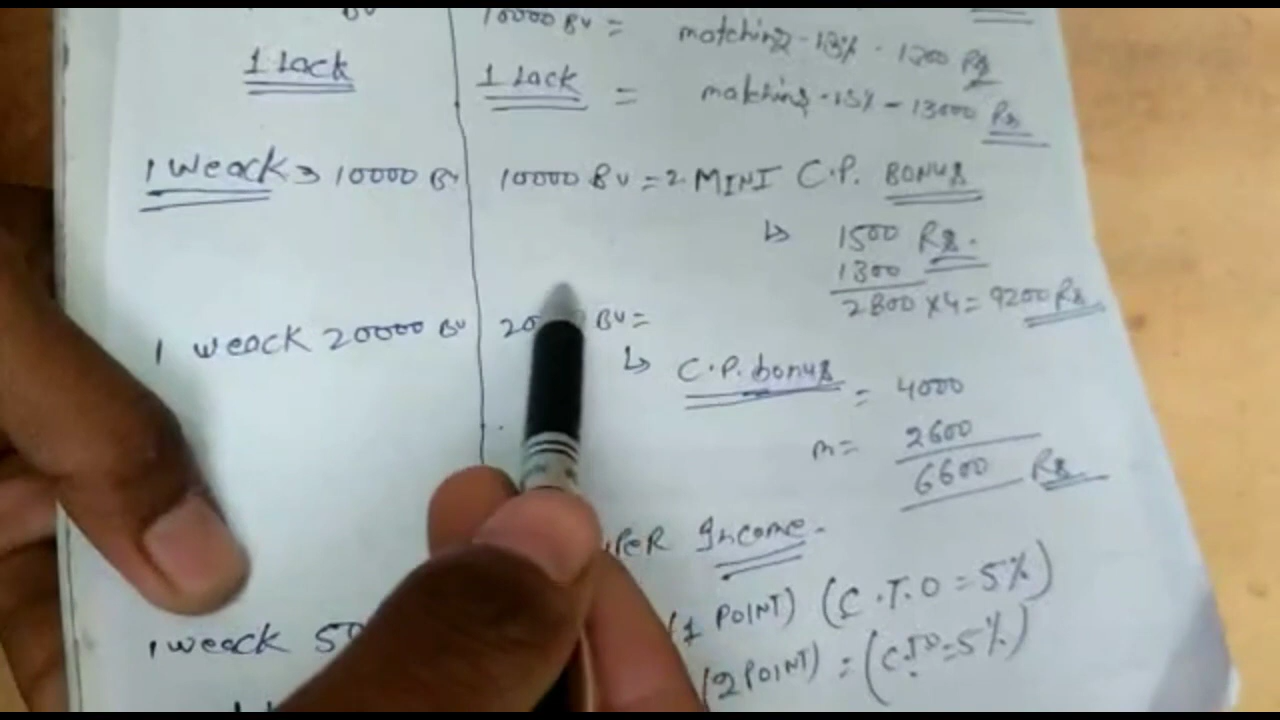 10000 BV = matching - 13% - 1300 Rs
1 Lack 1 Lack = matching - 13% - 13000 Rs
1 Weack 10000 BV 10000 BV = 2 MINI C.P. BONUS
↳ 1500 Rs.
1300
2800 x 4 = 9200 Rs
1 weack 20000 BV BV =
↳ C.P. bonus = 4000
m = 2600
6600 Rs
Income.
1 weack (1 POINT) (C.T.O = 5%)
(2 POINT) = (C.T.O = 5%)